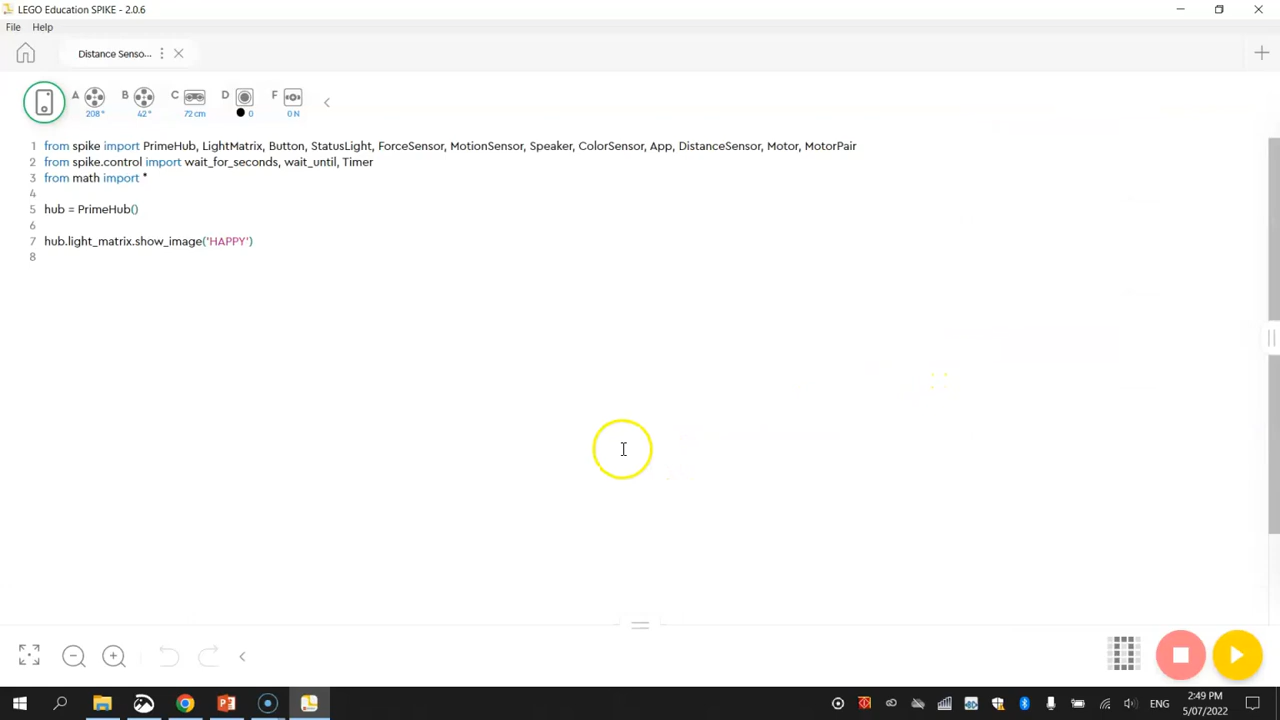 LEGO Education SPIKE - 2.0.6
File Help
Distance Senso...
A B C D F
208° 42° 72 cm 0 0 N
1 from spike import PrimeHub, LightMatrix, Button, StatusLight, ForceSensor, MotionSensor, Speaker, ColorSensor, App, DistanceSensor, Motor, MotorPair
2 from spike.control import wait_for_seconds, wait_until, Timer
3 from math import *
4
5 hub = PrimeHub()
6
7 hub.light_matrix.show_image('HAPPY')
8
2:49 PM
ENG
5/07/2022